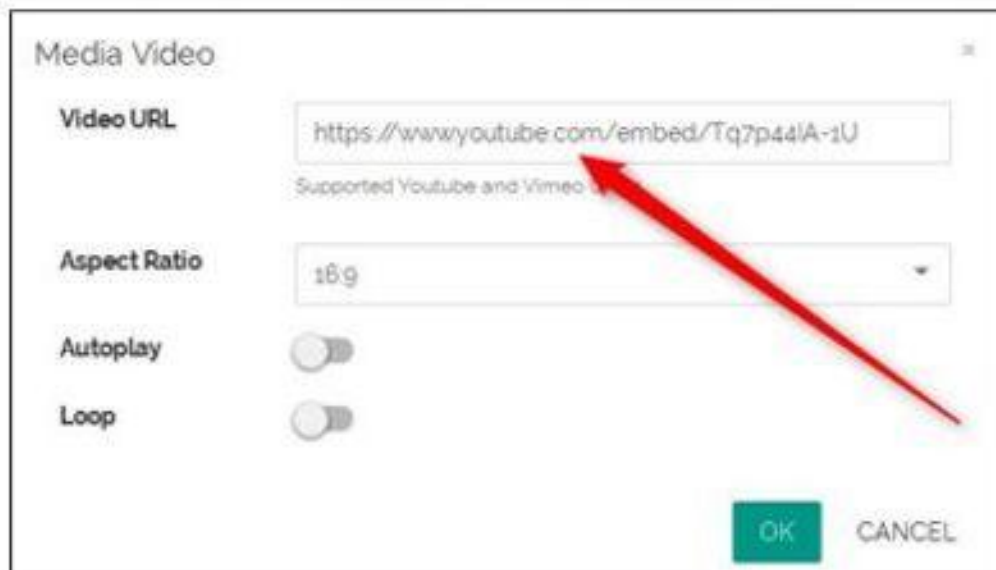 Media Video
×
Video URL
https://www.youtube.com/embed/Tq7p44IA-1U
Supported Youtube and Vimeo
Aspect Ratio
16:9
Autoplay
Loop
OK CANCEL